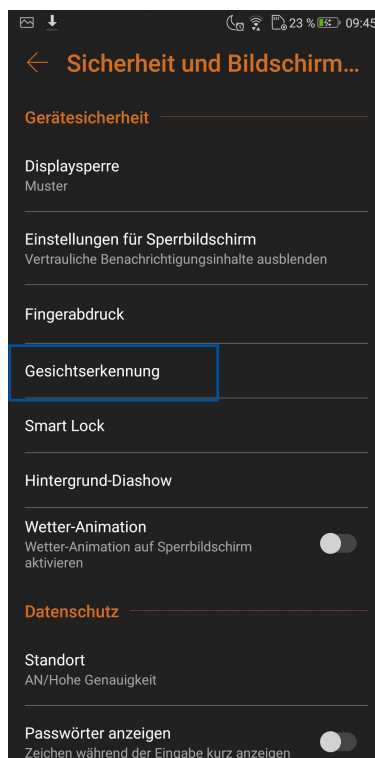 23 % 09:45
Sicherheit und Bildschirm...
Gerätesicherheit
Displaysperre
Muster
Einstellungen für Sperrbildschirm
Vertrauliche Benachrichtigungsinhalte ausblenden
Fingerabdruck
Gesichtserkennung
Smart Lock
Hintergrund-Diashow
Wetter-Animation
Wetter-Animation auf Sperrbildschirm
aktivieren
Datenschutz
Standort
AN/Hohe Genauigkeit
Passwörter anzeigen
Zeichen während der Eingabe kurz anzeigen